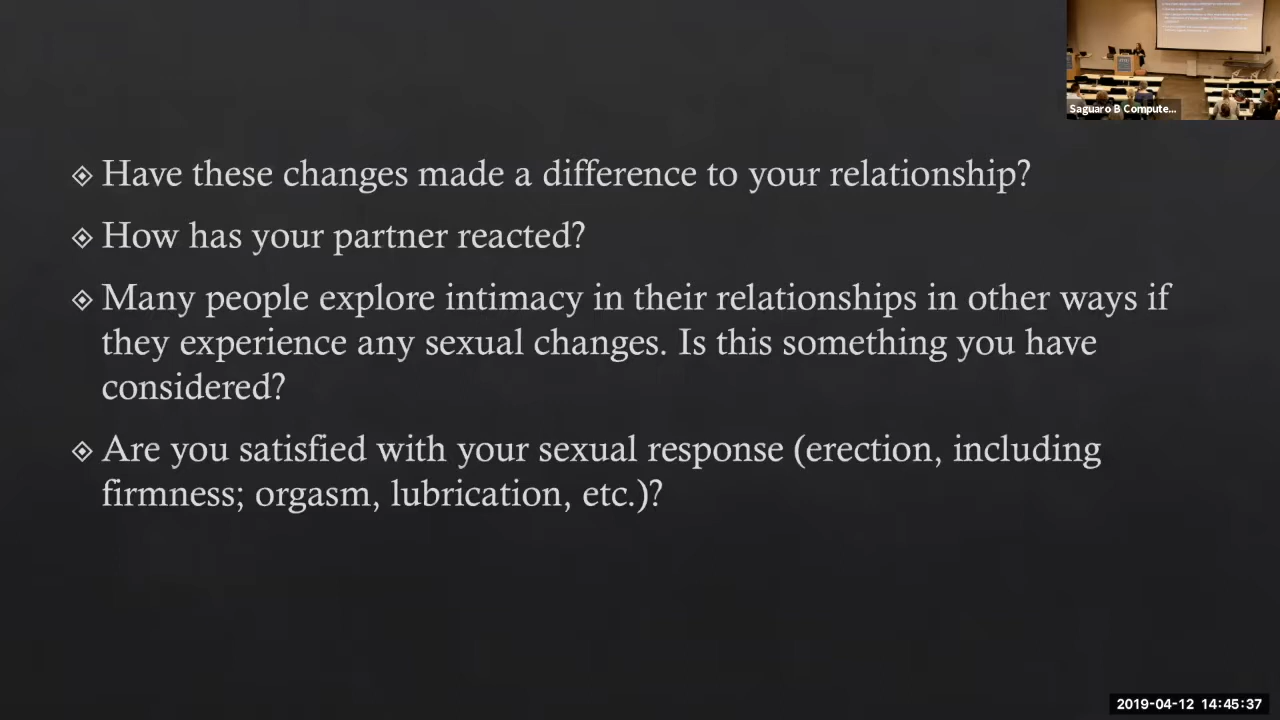 Saguaro B Compute...
Have these changes made a difference to your relationship?
How has your partner reacted?
Many people explore intimacy in their relationships in other ways if
they experience any sexual changes. Is this something you have
considered?
Are you satisfied with your sexual response (erection, including
firmness; orgasm, lubrication, etc.)?
2019-04-12 14:45:37